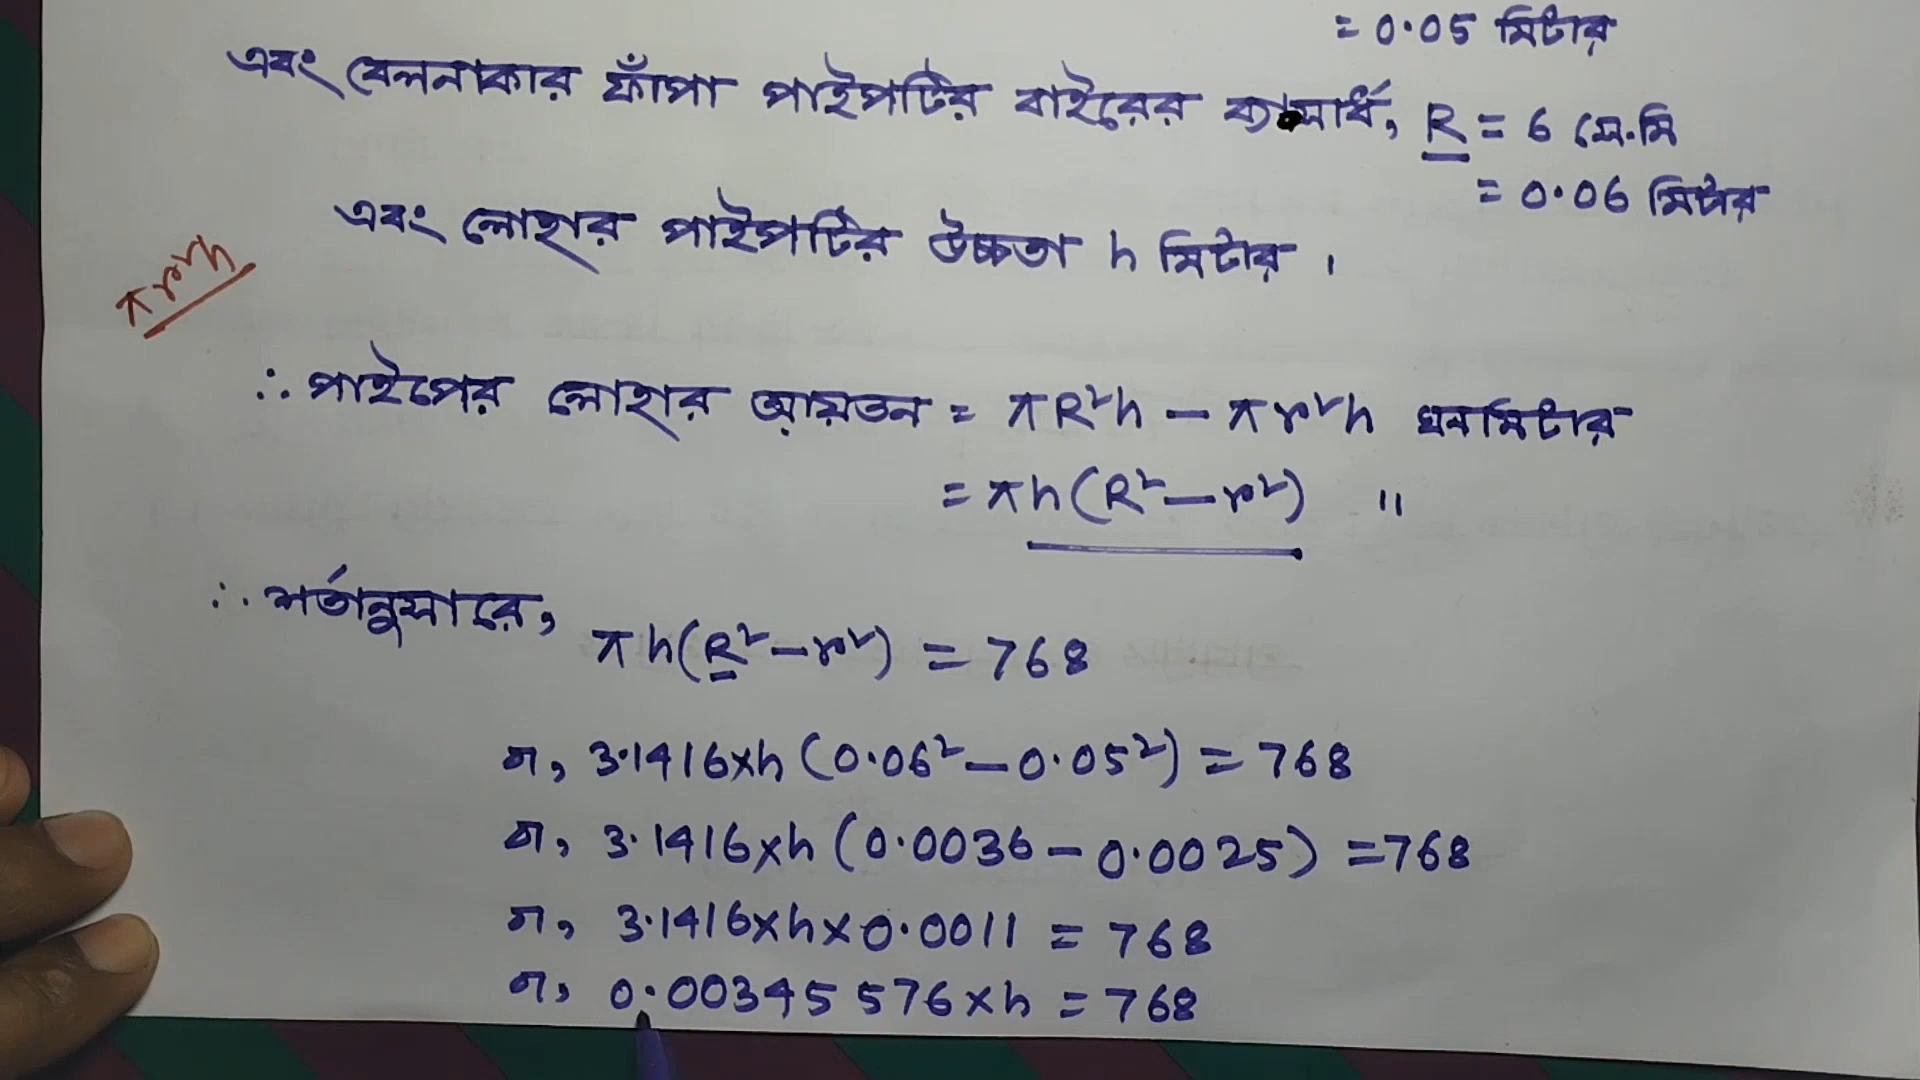 = 0.05 মিটার
এবং বেলনাকার ফাঁপা পাইপটির বাইরের ব্যাসার্ধ, R = 6 সে.মি
= 0.06 মিটার
এবং লোহার পাইপটির উচ্চতা h মিটার ।
πr²h
∴ পাইপের লোহার আয়তন = πR²h − πr²h ঘনমিটার
= πh(R² − r²) "
∴ শর্তানুসারে,
πh(R² − r²) = 768
বা, 3.1416×h (0.06² − 0.05²) = 768
বা, 3.1416×h (0.0036 − 0.0025) = 768
বা, 3.1416×h×0.0011 = 768
বা, 0.00345576×h = 768